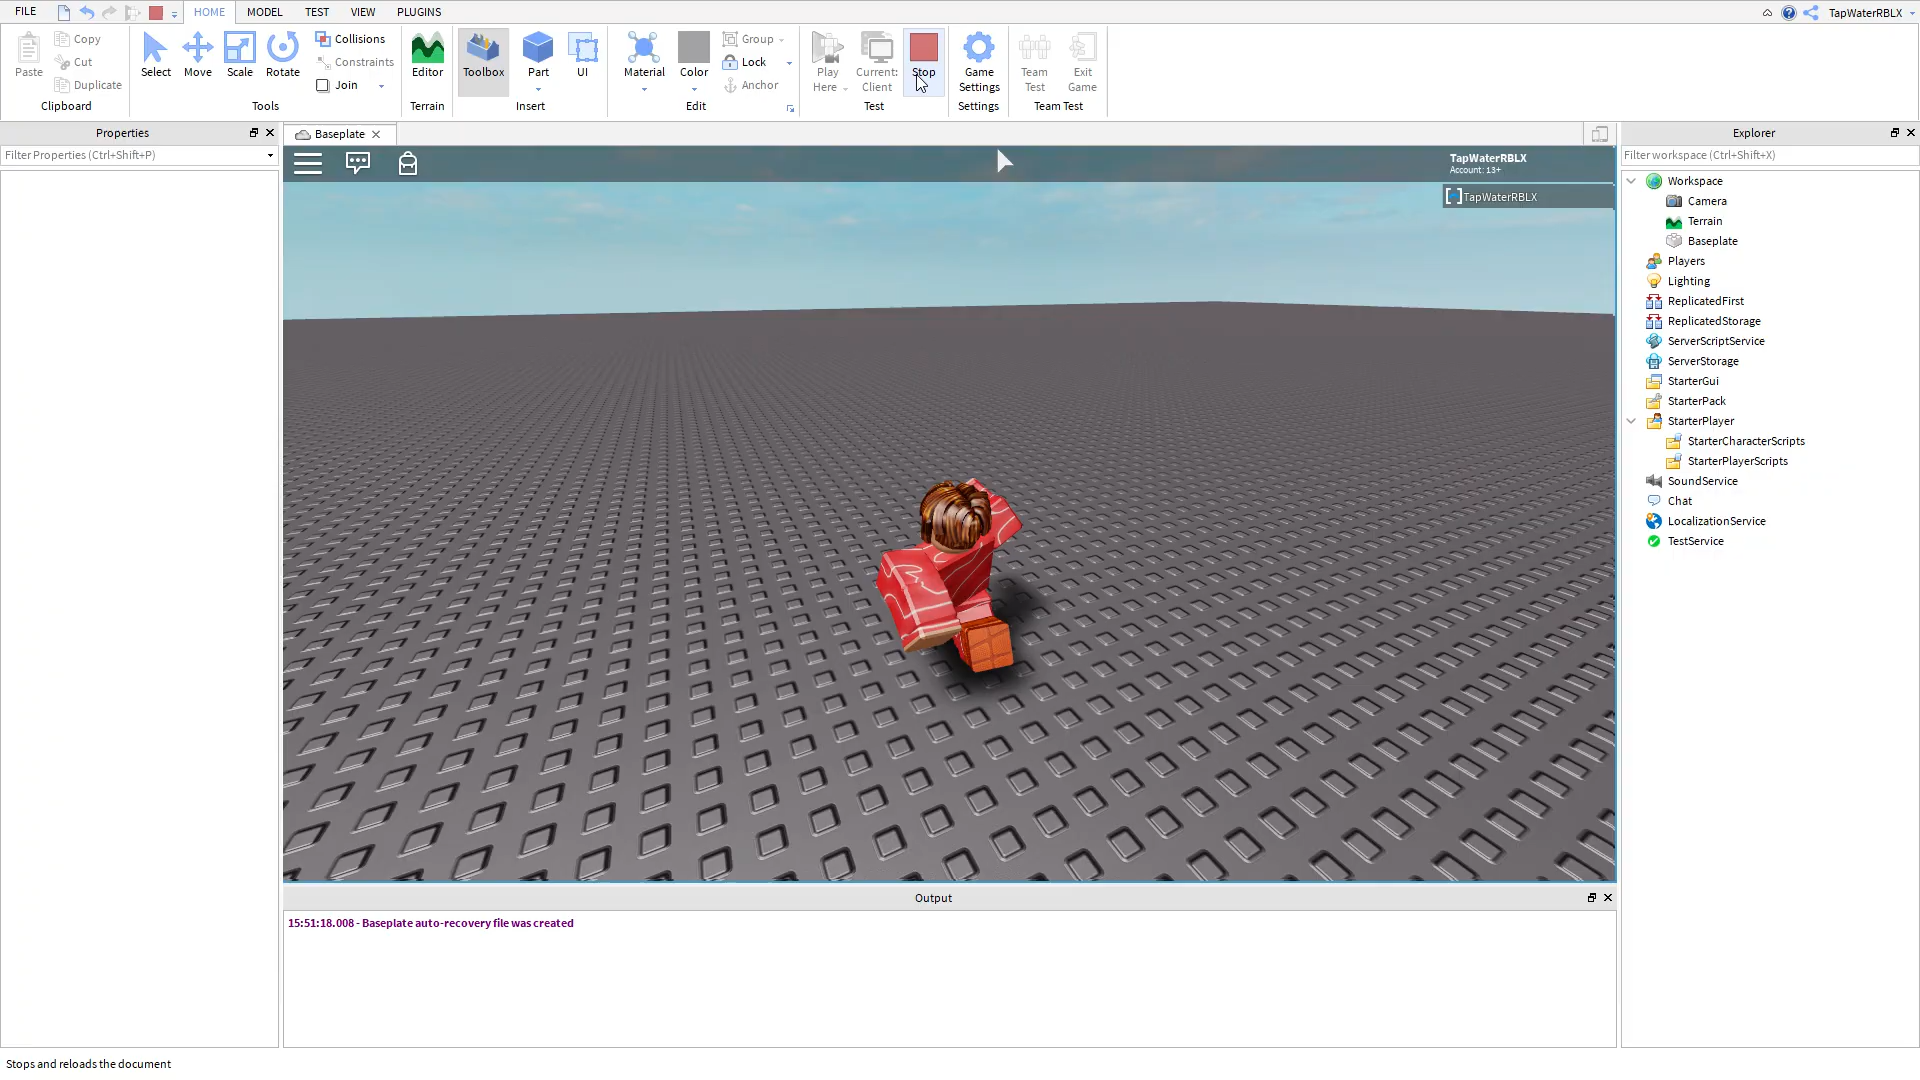 FILE HOME MODEL TEST VIEW PLUGINS TapWaterRBLX
Paste Copy Cut Duplicate
Clipboard
Select Move Scale Rotate Collisions Constraints Join
Tools
Editor
Terrain
Toolbox Part UI
Insert
Material Color Group Lock Anchor
Edit
Play Here Current: Client Stop
Test
Game Settings
Settings
Team Test Exit Game
Team Test
Properties
Filter Properties (Ctrl+Shift+P)
Baseplate
TapWaterRBLX
Account: 13+
TapWaterRBLX
Explorer
Filter workspace (Ctrl+Shift+X)
Workspace
Camera
Terrain
Baseplate
Players
Lighting
ReplicatedFirst
ReplicatedStorage
ServerScriptService
ServerStorage
StarterGui
StarterPack
StarterPlayer
StarterCharacterScripts
StarterPlayerScripts
SoundService
Chat
LocalizationService
TestService
Output
15:51:18.008 - Baseplate auto-recovery file was created
Stops and reloads the document